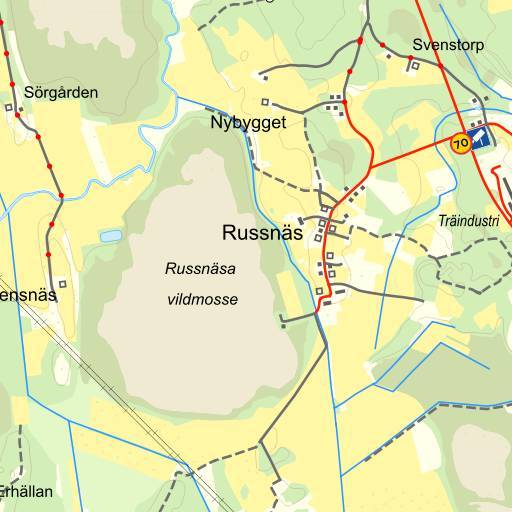 Svenstorp
Sörgården
Nybygget
70
Träindustri
Russnäs
Russnäsa
vildmosse
ensnäs
Erhällan